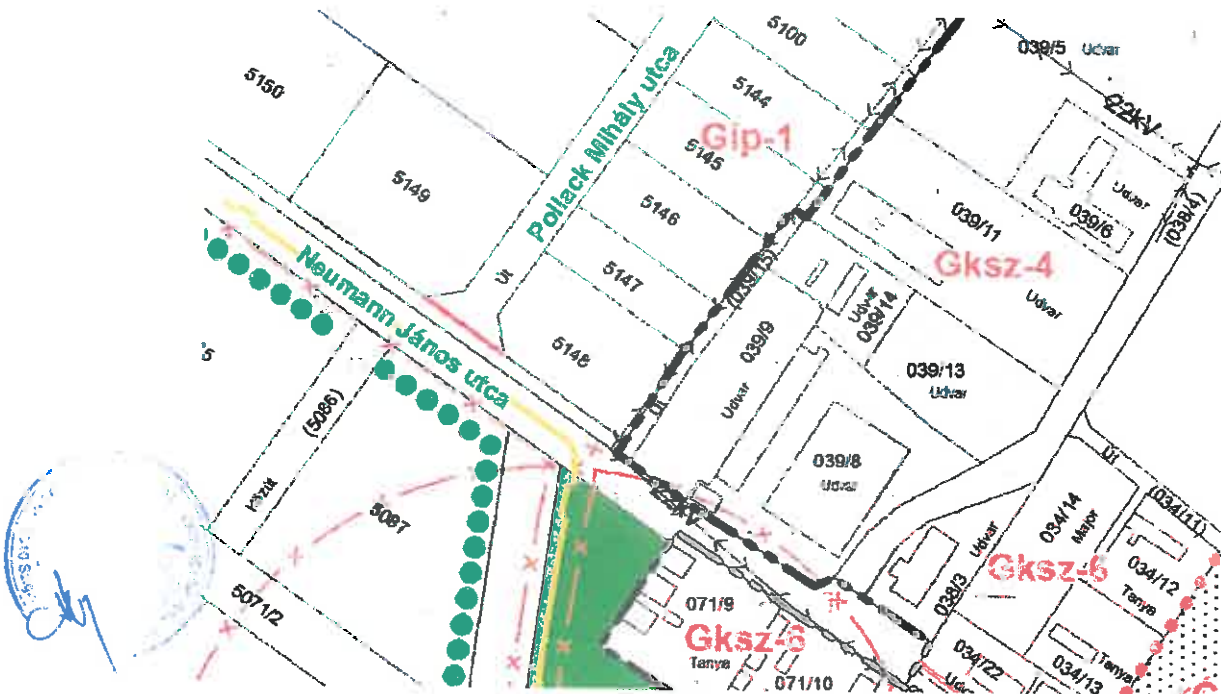 5100
039/5 Udvar
5150
5144
22kV
Pollack Mihály utca
Gip-1
5145
5149
Udvar
039/6
(038/4)
5146
039/11
Gksz-4
Udvar
Neumann János utca
Út
5147
(039/15)
Udvar
039/14
5148
039/9
Udvar
039/13
Udvar
(5086)
Közút
Út
039/8
Udvar
22kV
5087
Út
034/14
Major
(034/11)
Udvar
038/3
Gksz-6
034/12
Tanya
5071/2
071/9
Gksz-6
Tanya
071/10
034/22
034/13
Tanya